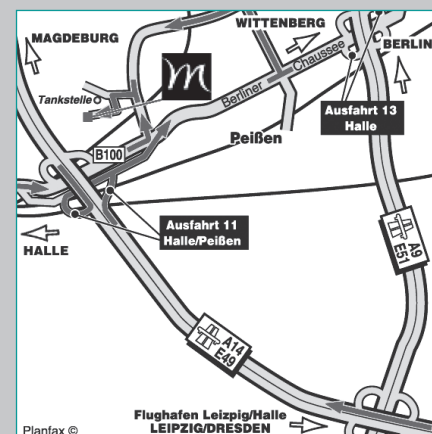 WITTENBERG
MAGDEBURG
BERLIN
m
Tankstelle
Berliner Chaussee
Ausfahrt 13
Halle
Peißen
B100
Ausfahrt 11
Halle/Peißen
HALLE
A9
E51
A14
E49
Flughafen Leipzig/Halle
LEIPZIG/DRESDEN
Planfax ©